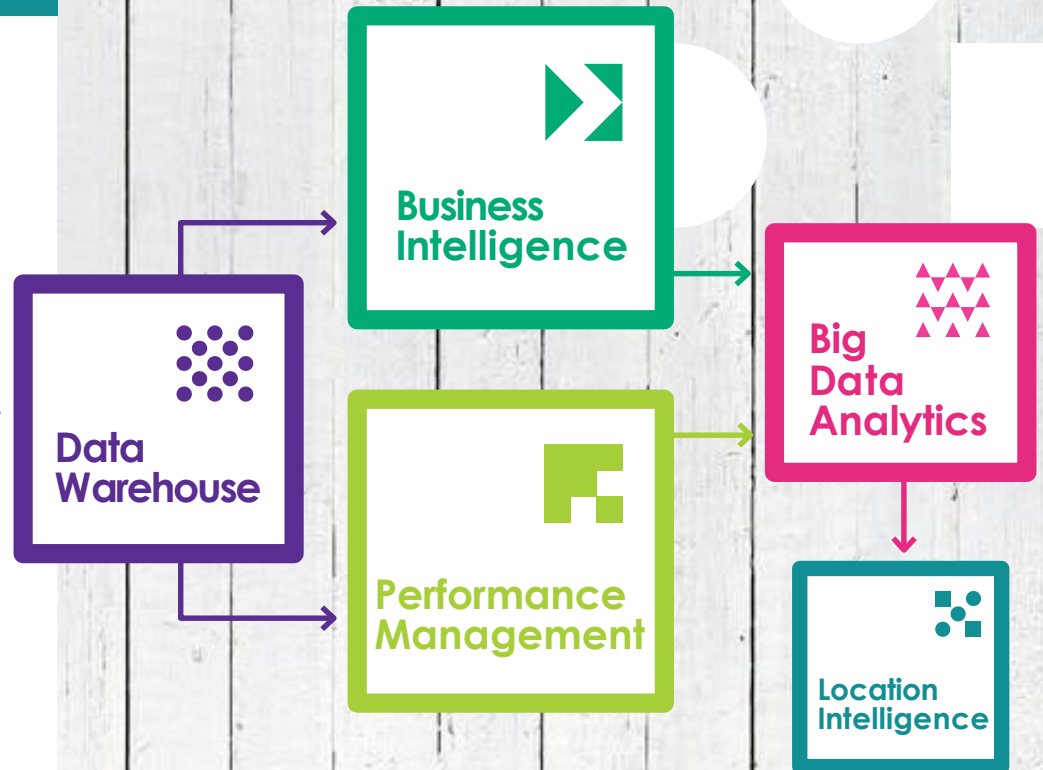 Business
Intelligence
Data
Warehouse
Performance
Management
Big
Data
Analytics
Location
Intelligence